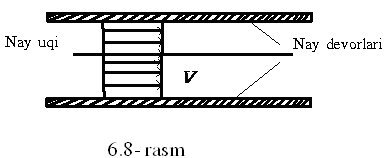 Nay uqi
Nay devorlari
V
6.8- rasm